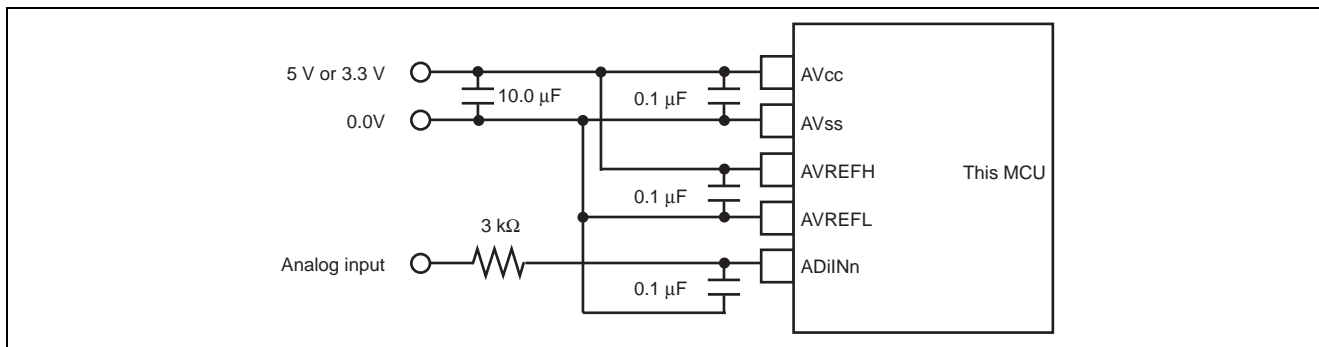 5 V or 3.3 V
10.0 μF
0.1 μF
AVcc
0.0V
AVss
AVREFH
This MCU
0.1 μF
AVREFL
3 kΩ
Analog input
ADiINn
0.1 μF